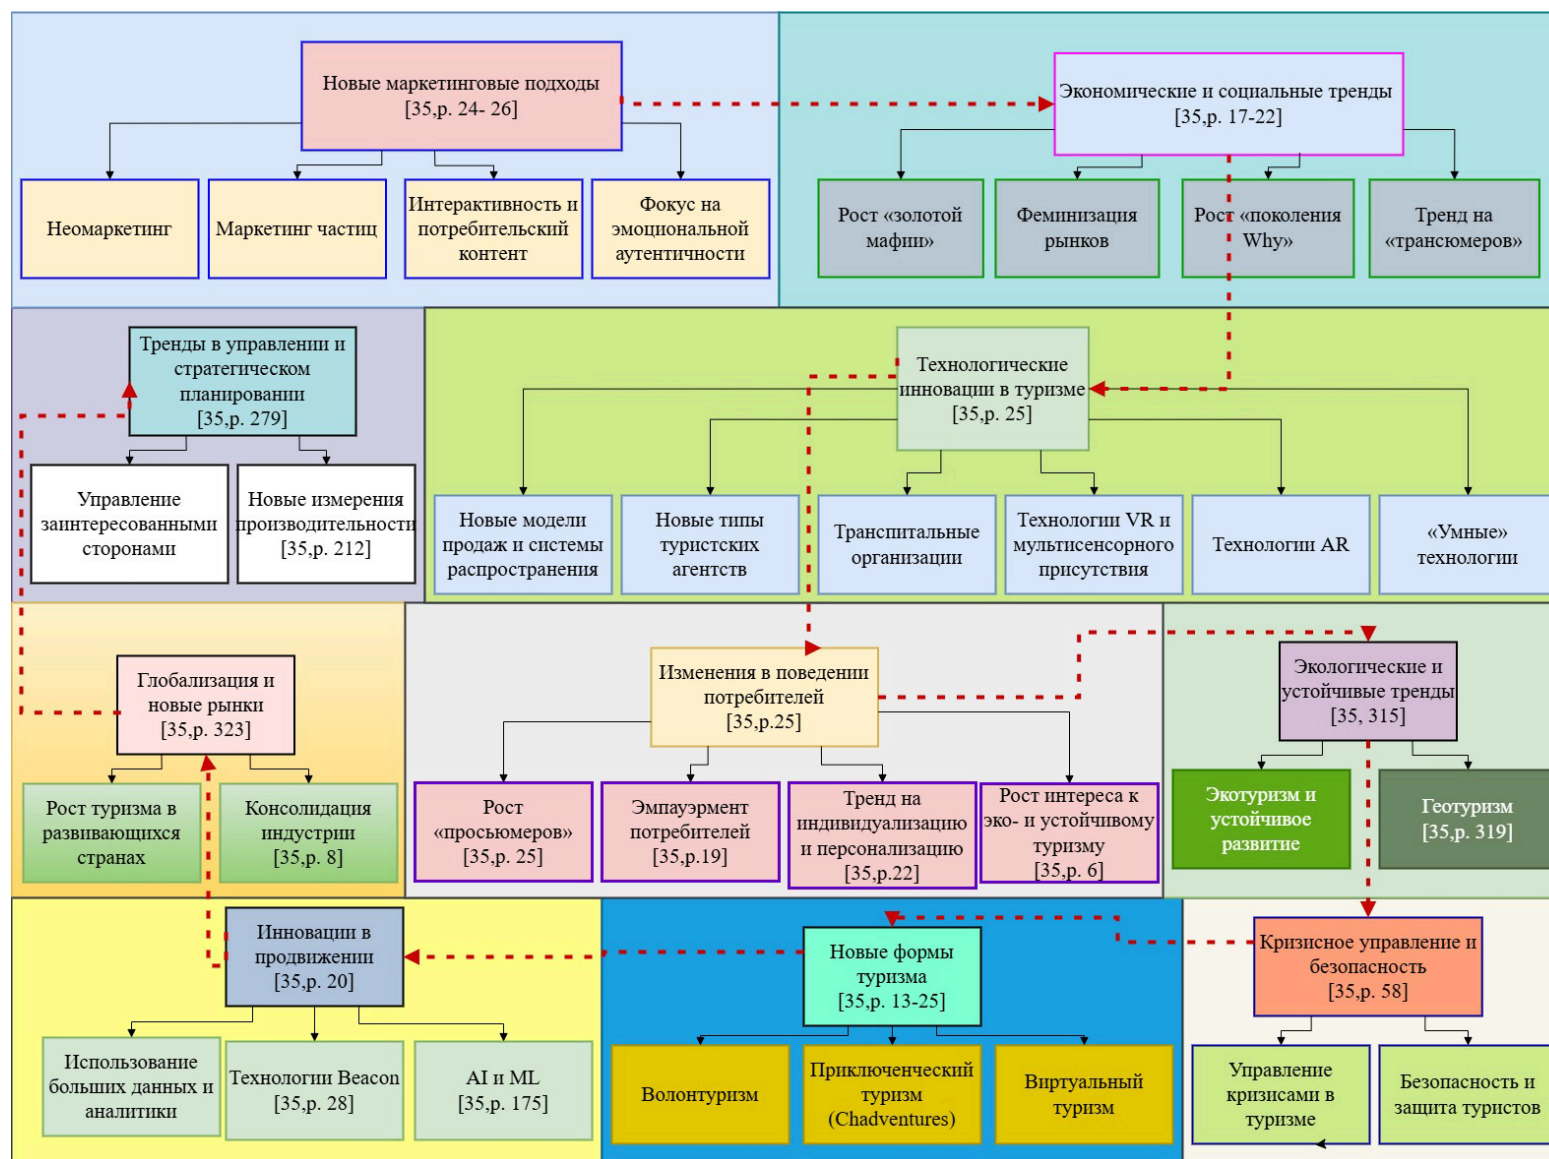 Новые маркетинговые подходы
[35,p. 24- 26]
Неомаркетинг
Маркетинг частиц
Интерактивность и
потребительский
контент
Фокус на
эмоциональной
аутентичности
Экономические и социальные тренды
[35,p. 17-22]
Рост «золотой
мафии»
Феминизация
рынков
Рост «поколения
Why»
Тренд на
«трансюмеров»
Тренды в управлении и
стратегическом
планировании
[35,p. 279]
Управление
заинтересованными
сторонами
Новые измерения
производительности
[35,p. 212]
Технологические
инновации в туризме
[35,p. 25]
Новые модели
продаж и системы
распространения
Новые типы
туристских
агентств
Транспитальные
организации
Технологии VR и
мультисенсорного
присутствия
Технологии AR
«Умные»
технологии
Глобализация и
новые рынки
[35,p. 323]
Рост туризма в
развивающихся
странах
Консолидация
индустрии
[35,p. 8]
Изменения в поведении
потребителей
[35,p.25]
Рост
«просьюмеров»
[35,p. 25]
Эмпауэрмент
потребителей
[35,p.19]
Тренд на
индивидуализацию
и персонализацию
[35,p.22]
Рост интереса к
эко- и устойчивому
туризму
[35,p. 6]
Экологические и
устойчивые тренды
[35, 315]
Экотуризм и
устойчивое
развитие
Геотуризм
[35,p. 319]
Инновации в
продвижении
[35,p. 20]
Использование
больших данных и
аналитики
Технологии Beacon
[35,p. 28]
AI и ML
[35,p. 175]
Новые формы
туризма
[35,p. 13-25]
Волонтуризм
Приключенческий
туризм
(Chadventures)
Виртуальный
туризм
Кризисное управление и
безопасность
[35,p. 58]
Управление
кризисами в
туризме
Безопасность и
защита туристов